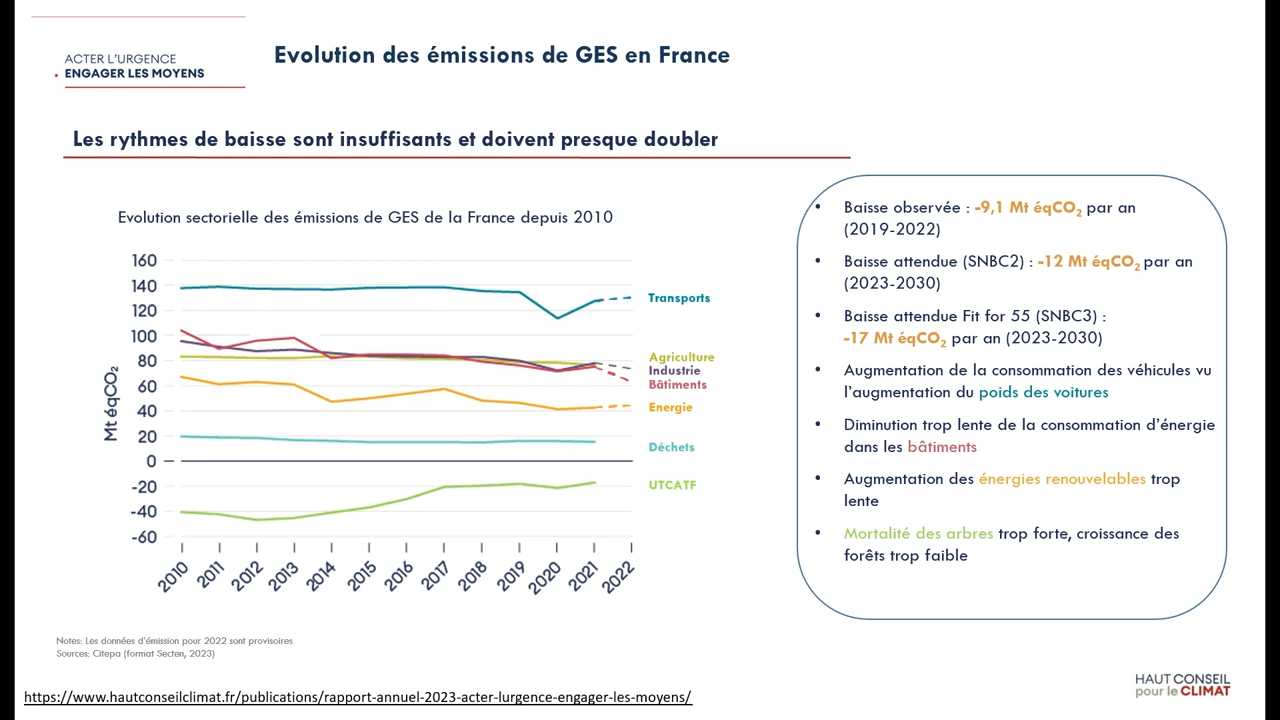 ACTER L'URGENCE
ENGAGER LES MOYENS
Evolution des émissions de GES en France
Les rythmes de baisse sont insuffisants et doivent presque doubler
Evolution sectorielle des émissions de GES de la France depuis 2010
Mt éqCO₂
160
140
120
100
80
60
40
20
0
-20
-40
-60
2010
2011
2012
2013
2014
2015
2016
2017
2018
2019
2020
2021
2022
Transports
Agriculture
Industrie
Bâtiments
Energie
Déchets
UTCATF
• Baisse observée : -9,1 Mt éqCO₂ par an
(2019-2022)
• Baisse attendue (SNBC2) : -12 Mt éqCO₂ par an
(2023-2030)
• Baisse attendue Fit for 55 (SNBC3) :
-17 Mt éqCO₂ par an (2023-2030)
• Augmentation de la consommation des véhicules vu
l'augmentation du poids des voitures
• Diminution trop lente de la consommation d'énergie
dans les bâtiments
• Augmentation des énergies renouvelables trop
lente
• Mortalité des arbres trop forte, croissance des
forêts trop faible
Notes: Les données d'émission pour 2022 sont provisoires
Sources: Citepa (format Secten, 2023)
https://www.hautconseilclimat.fr/publications/rapport-annuel-2023-acter-lurgence-engager-les-moyens/
HAUT CONSEIL
pour le CLIMAT